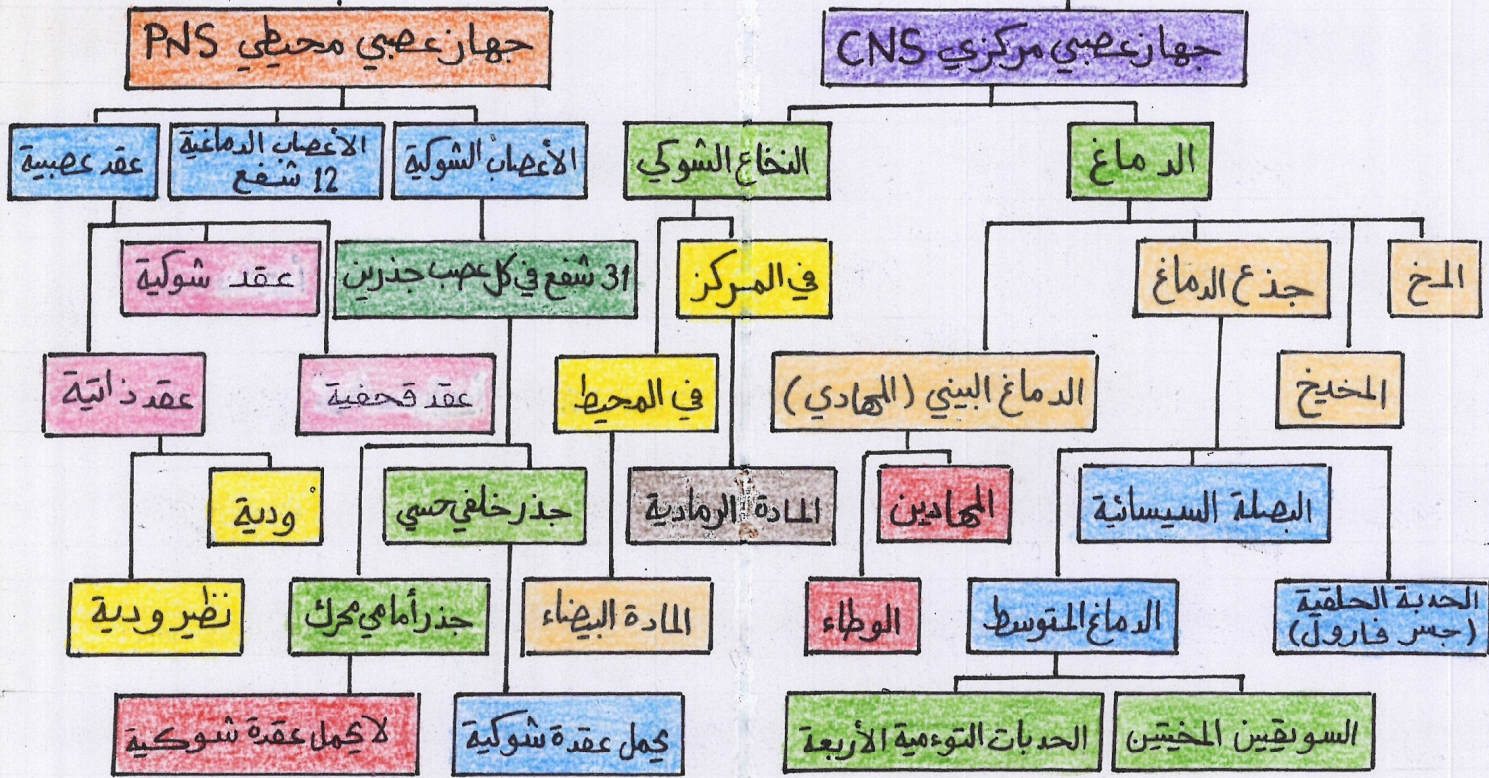 جهاز عصبي مركزي CNS
جهاز عصبي محيطي PNS
الدماغ
النخاع الشوكي
الأعصاب الشوكية
الأعصاب الدماغية
12 شفع
عقد عصبية
المخ
جذع الدماغ
في المركز
31 شفع في كل عصب جذرين
عقد شوكية
المخيخ
الدماغ البيني (المهادي)
في المحيط
عقد قحفية
عقد ذاتية
البصلة السيسائية
المهادين
المادة الرمادية
جذر خلفي حسي
ودية
الحدبة الحلقية
(جسر فارول)
الدماغ المتوسط
الوطاء
المادة البيضاء
جذر أمامي محرك
نظير ودية
السويقتين المخيتين
الحدبات التوءمية الأربعة
يحمل عقدة شوكية
لا يحمل عقدة شوكية